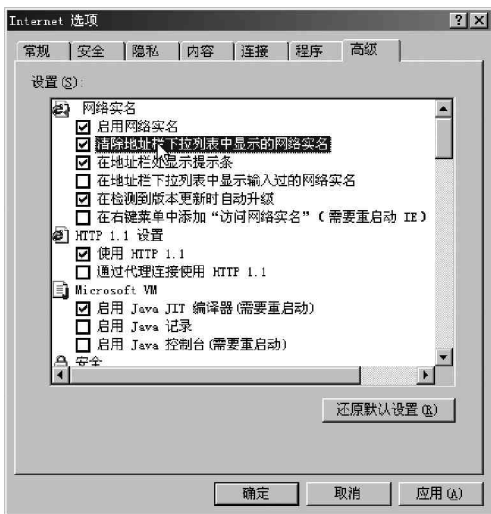 Internet 选项
常规 安全 隐私 内容 连接 程序 高级
设置(S):
网络实名
启用网络实名
清除地址栏下拉列表中显示的网络实名
在地址栏处显示提示条
在地址栏下拉列表中显示输入过的网络实名
在检测到版本更新时自动升级
在右键菜单中添加“访问网络实名”(需要重启动 IE)
HTTP 1.1 设置
使用 HTTP 1.1
通过代理连接使用 HTTP 1.1
Microsoft VM
启用 Java JIT 编译器(需要重启动)
启用 Java 记录
启用 Java 控制台(需要重启动)
安全
还原默认设置(R)
确定 取消 应用(A)